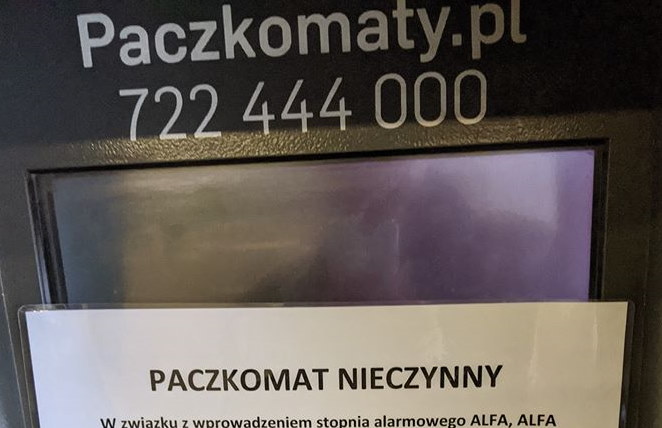 Paczkomaty.pl
722 444 000
PACZKOMAT NIECZYNNY
W związku z wprowadzeniem stopnia alarmowego ALFA, ALFA